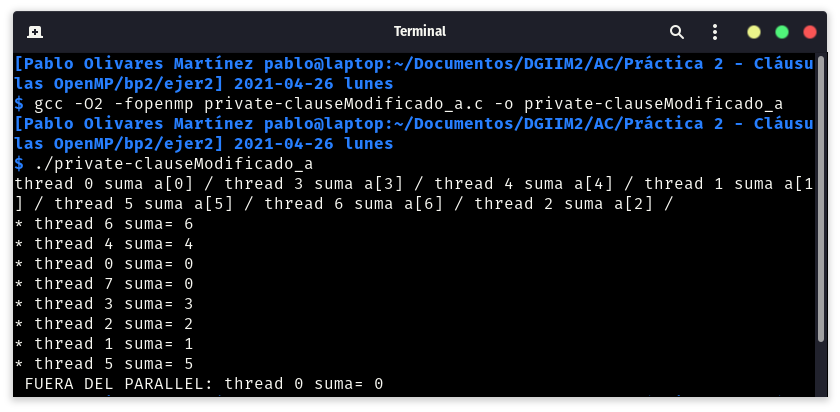 Terminal
[Pablo Olivares Martínez pablo@laptop:~/Documentos/DGIIM2/AC/Práctica 2 - Cláusu
las OpenMP/bp2/ejer2] 2021-04-26 lunes
$ gcc -O2 -fopenmp private-clauseModificado_a.c -o private-clauseModificado_a
[Pablo Olivares Martínez pablo@laptop:~/Documentos/DGIIM2/AC/Práctica 2 - Cláusu
las OpenMP/bp2/ejer2] 2021-04-26 lunes
$ ./private-clauseModificado_a
thread 0 suma a[0] / thread 3 suma a[3] / thread 4 suma a[4] / thread 1 suma a[1
] / thread 5 suma a[5] / thread 6 suma a[6] / thread 2 suma a[2] /
* thread 6 suma= 6
* thread 4 suma= 4
* thread 0 suma= 0
* thread 7 suma= 0
* thread 3 suma= 3
* thread 2 suma= 2
* thread 1 suma= 1
* thread 5 suma= 5
 FUERA DEL PARALLEL: thread 0 suma= 0